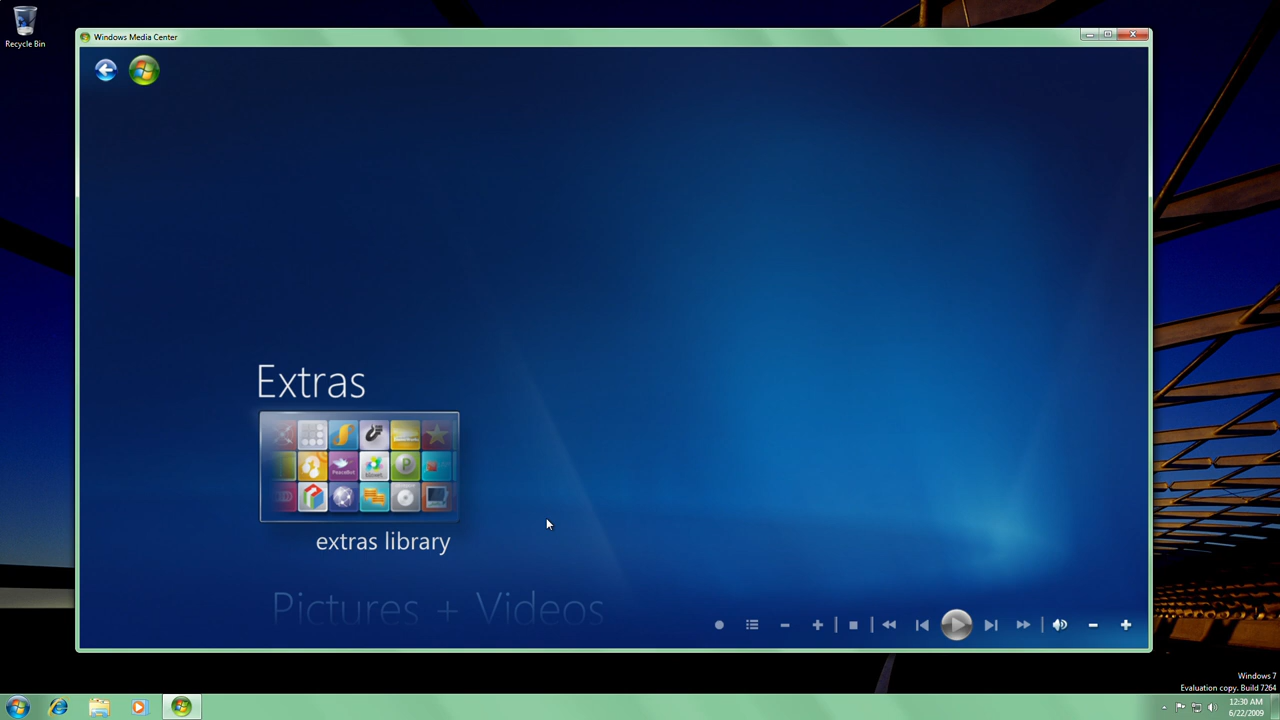 Recycle Bin
Windows Media Center
Extras
extras library
Pictures + Videos
Windows 7
Evaluation copy. Build 7264
12:30 AM
6/22/2009